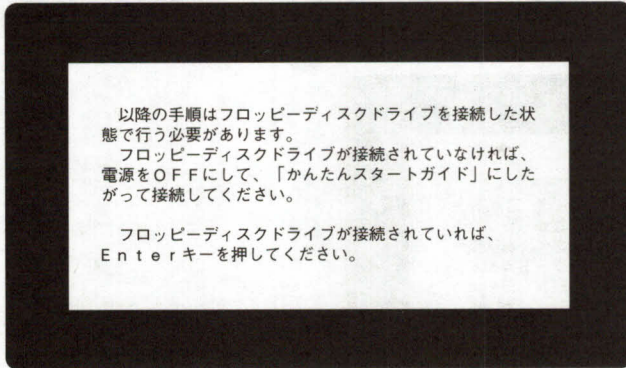 以降の手順はフロッピーディスクドライブを接続した状
態で行う必要があります。
　フロッピーディスクドライブが接続されていなければ、
電源をＯＦＦにして、「かんたんスタートガイド」にした
がって接続してください。

　フロッピーディスクドライブが接続されていれば、
Ｅｎｔｅｒキーを押してください。